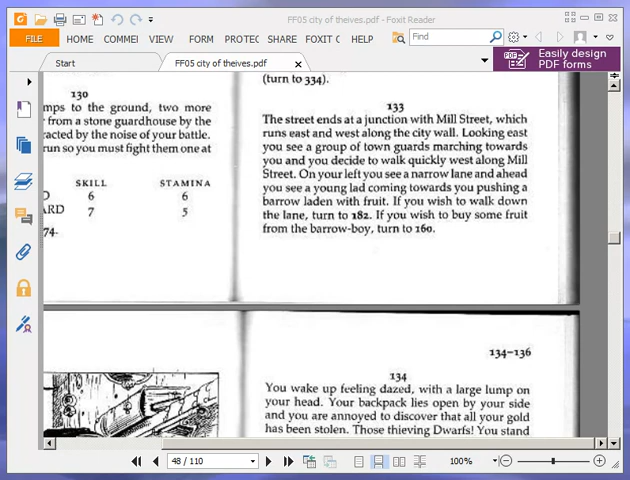 FF05 city of theives.pdf - Foxit Reader
FILE HOME COMMEI VIEW FORM PROTEC SHARE FOXIT C HELP
Find
Start
FF05 city of theives.pdf
Easily design
PDF forms
130
mps to the ground, two more
from a stone guardhouse by the
racted by the noise of your battle.
run so you must fight them one at
SKILL STAMINA
D 6 6
ARD 7 5
74.
(turn to 334).
133
The street ends at a junction with Mill Street, which
runs east and west along the city wall. Looking east
you see a group of town guards marching towards
you and you decide to walk quickly west along Mill
Street. On your left you see a narrow lane and ahead
you see a young lad coming towards you pushing a
barrow laden with fruit. If you wish to walk down
the lane, turn to 182. If you wish to buy some fruit
from the barrow-boy, turn to 160.
134-136
134
You wake up feeling dazed, with a large lump on
your head. Your backpack lies open by your side
and you are annoyed to discover that all your gold
has been stolen. Those thieving Dwarfs! You stand
48 / 110
100%